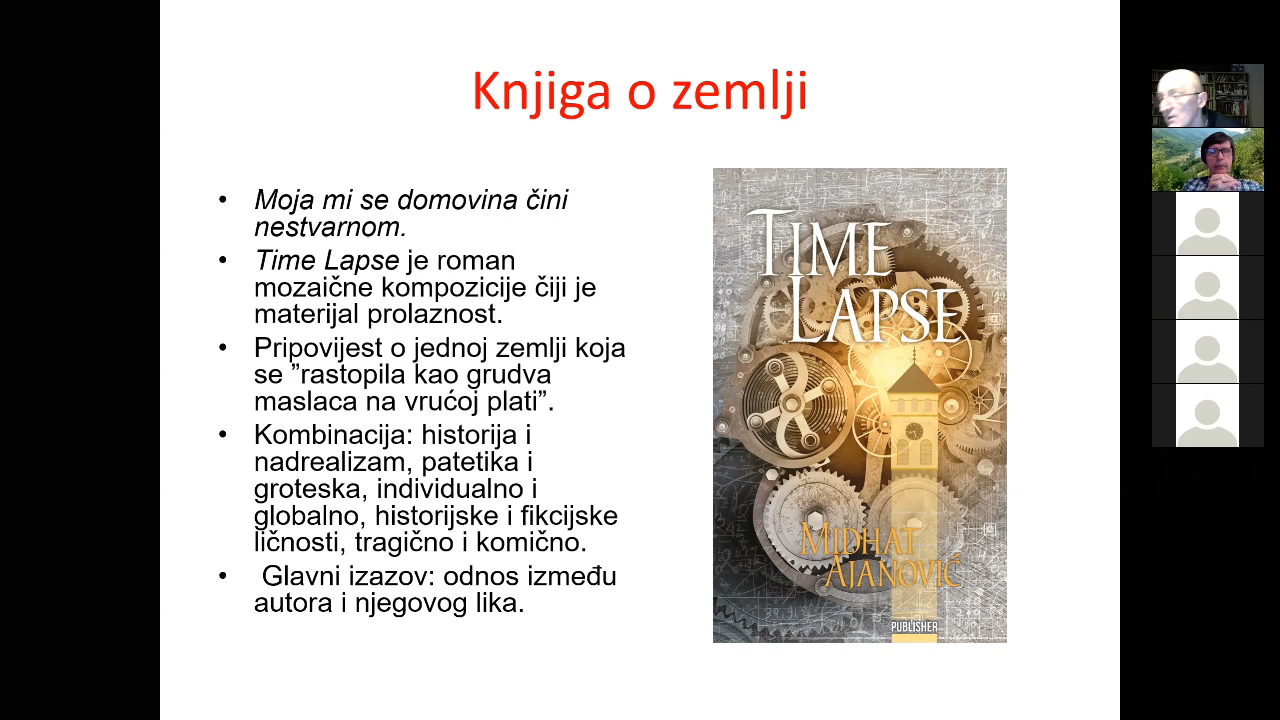 Knjiga o zemlji
• Moja mi se domovina čini
nestvarnom.
• Time Lapse je roman
mozaične kompozicije čiji je
materijal prolaznost.
• Pripovijest o jednoj zemlji koja
se ”rastopila kao grudva
maslaca na vrućoj plati”.
• Kombinacija: historija i
nadrealizam, patetika i
groteska, individualno i
globalno, historijske i fikcijske
ličnosti, tragično i komično.
• Glavni izazov: odnos između
autora i njegovog lika.
TIME
LAPSE
MIDHAT
AJANOVIĆ
PUBLISHER